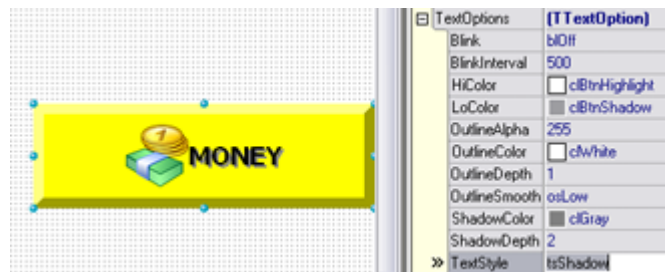 TextOptions (TTextOption)
Blink blOff
BlinkInterval 500
HiColor clBtnHighlight
LoColor clBtnShadow
OutlineAlpha 255
OutlineColor clWhite
OutlineDepth 1
OutlineSmooth osLow
ShadowColor clGray
ShadowDepth 2
TextStyle tsShadow
1
MONEY